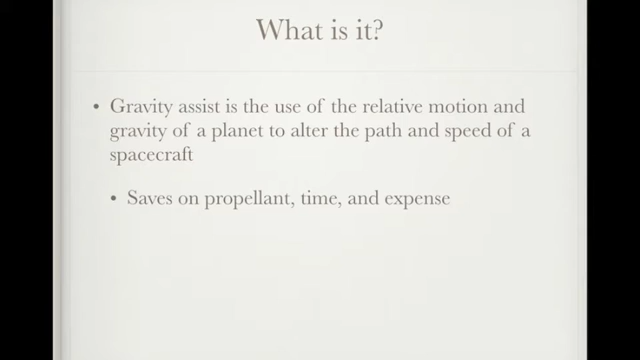 What is it?
• Gravity assist is the use of the relative motion and
gravity of a planet to alter the path and speed of a
spacecraft
• Saves on propellant, time, and expense